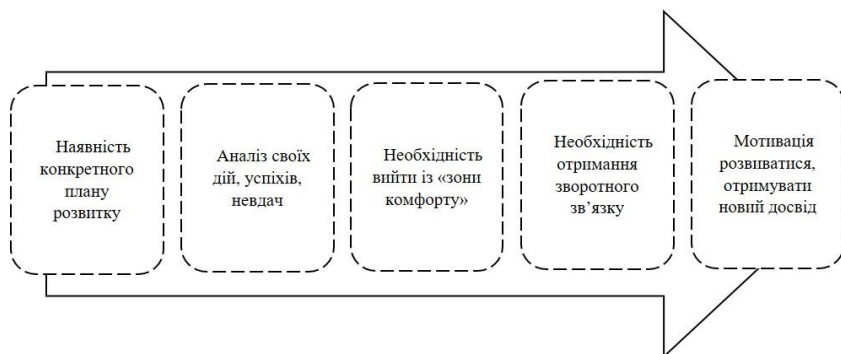 Наявність
конкретного
плану
розвитку
Аналіз своїх
дій, успіхів,
невдач
Необхідність
вийти із «зони
комфорту»
Необхідність
отримання
зворотного
зв’язку
Мотивація
розвиватися,
отримувати
новий досвід